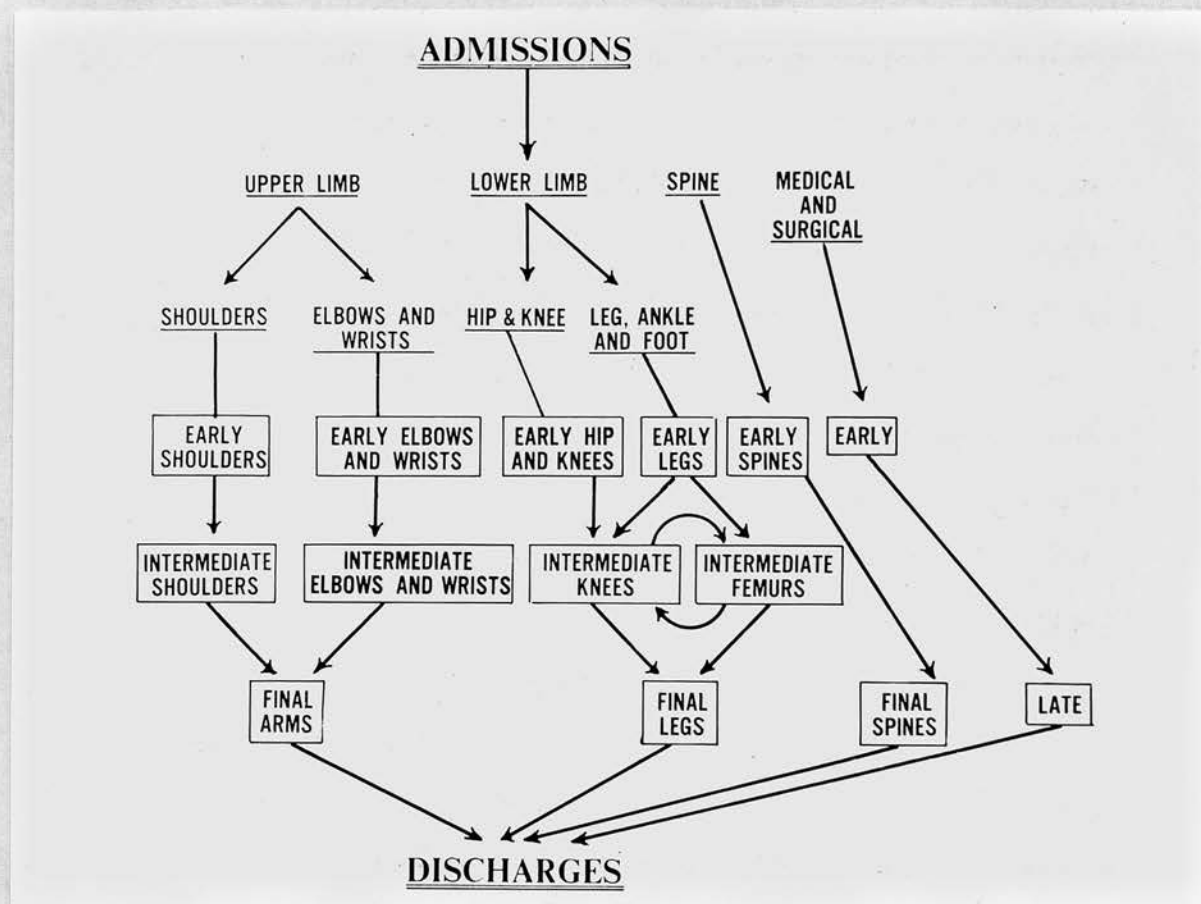 ADMISSIONS
UPPER LIMB
LOWER LIMB
SPINE
MEDICAL
AND
SURGICAL
SHOULDERS
ELBOWS AND
WRISTS
HIP & KNEE
LEG, ANKLE
AND FOOT
EARLY
SHOULDERS
EARLY ELBOWS
AND WRISTS
EARLY HIP
AND KNEES
EARLY
LEGS
EARLY
SPINES
EARLY
INTERMEDIATE
SHOULDERS
INTERMEDIATE
ELBOWS AND WRISTS
INTERMEDIATE
KNEES
INTERMEDIATE
FEMURS
FINAL
ARMS
FINAL
LEGS
FINAL
SPINES
LATE
DISCHARGES